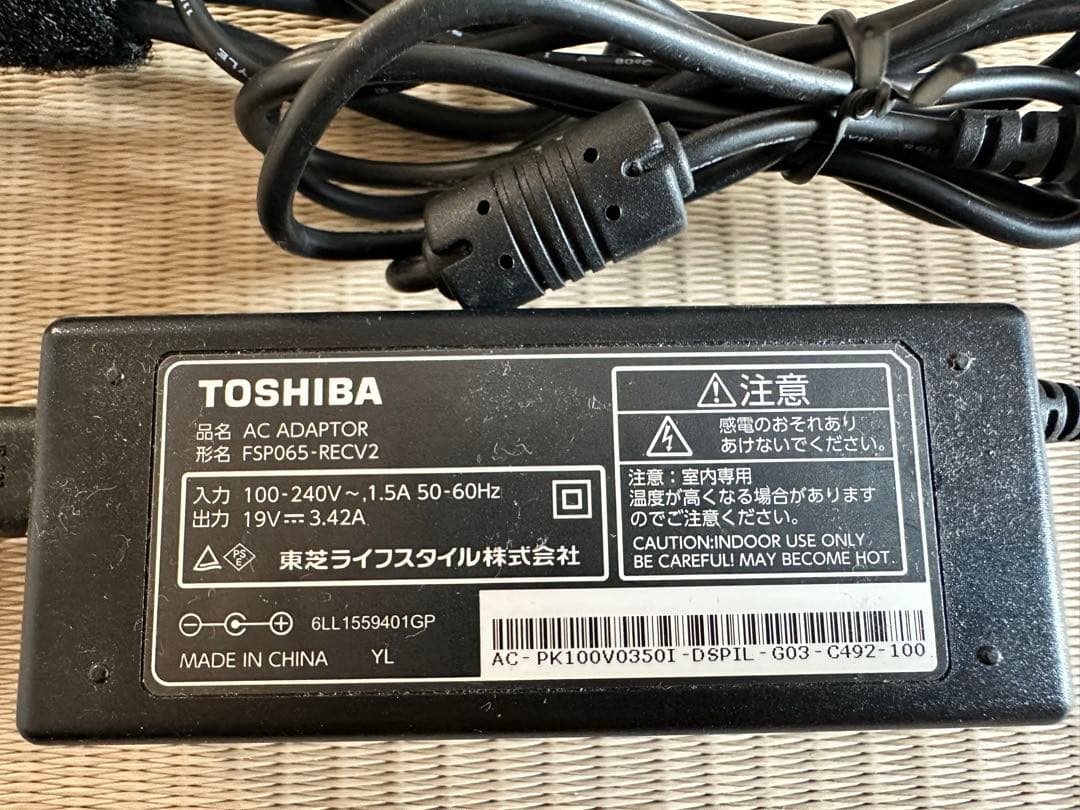 80°C
TOSHIBA
品名 AC ADAPTOR
形名 FSP065-RECV2
入力 100-240V～,1.5A 50-60Hz
出力 19V⎓3.42A
PS
E
東芝ライフスタイル株式会社
6LL1559401GP
MADE IN CHINA YL
⚠注意
感電のおそれあり
あけないでください。
注意：室内専用
温度が高くなる場合があります
のでご注意ください。
CAUTION:INDOOR USE ONLY
BE CAREFUL! MAY BECOME HOT.
AC-PK100V0350I-DSPIL-G03-C492-100